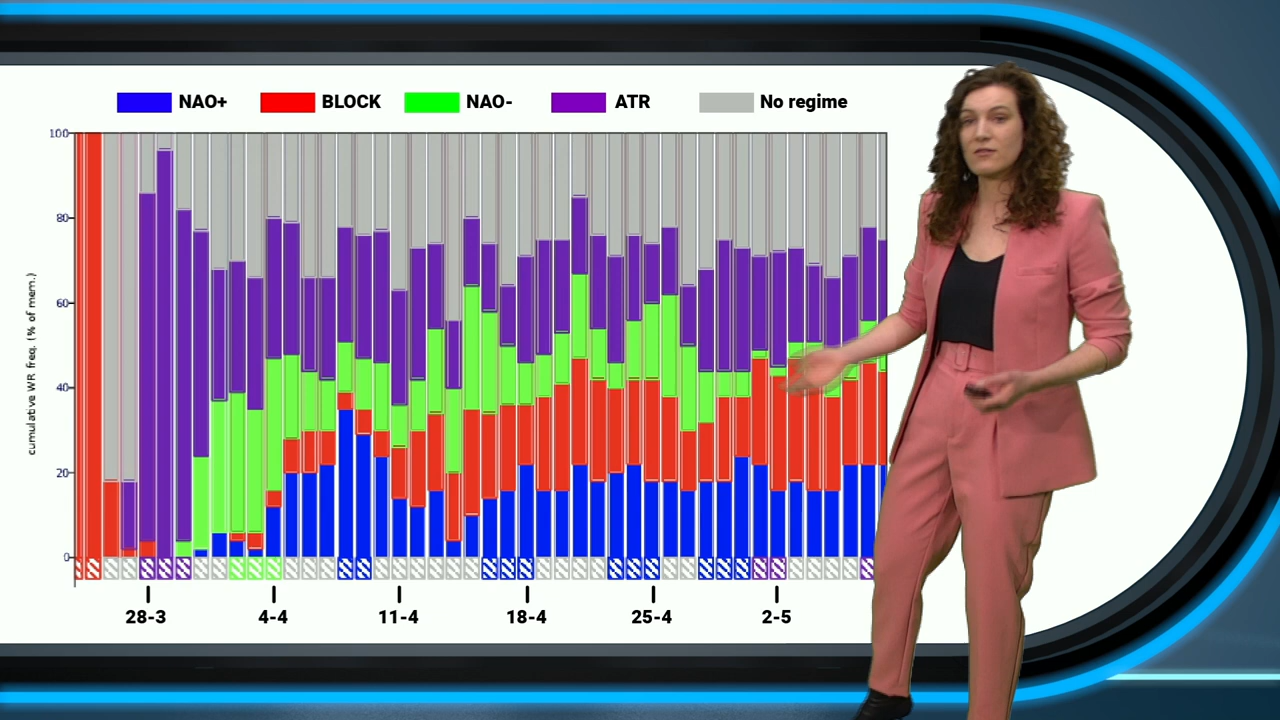 NAO+ BLOCK NAO- ATR No regime
100
80
60
40
20
0
cumulative WR freq. (% of mem.)
28-3 4-4 11-4 18-4 25-4 2-5